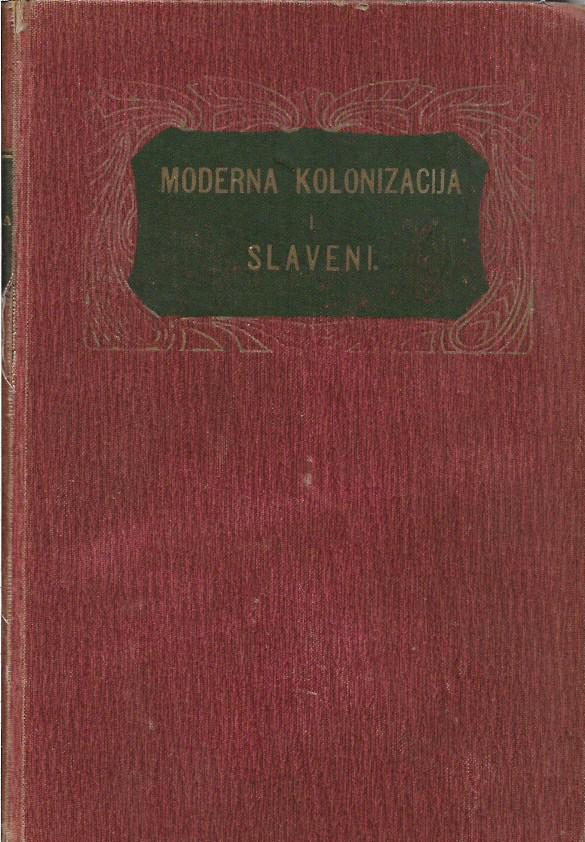 MODERNA KOLONIZACIJA
I
SLAVENI.
A